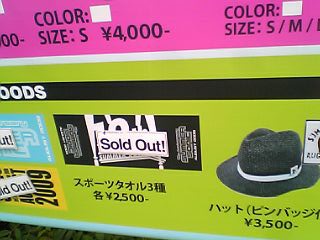 COLOR:
SIZE: S ¥4,000-
COLOR:
SIZE: S / M / L
OODS
Sold Out!
Sold Out!
2009
スポーツタオル3種
各¥2,500-
ハット(ピンバッジ付
¥3,500-